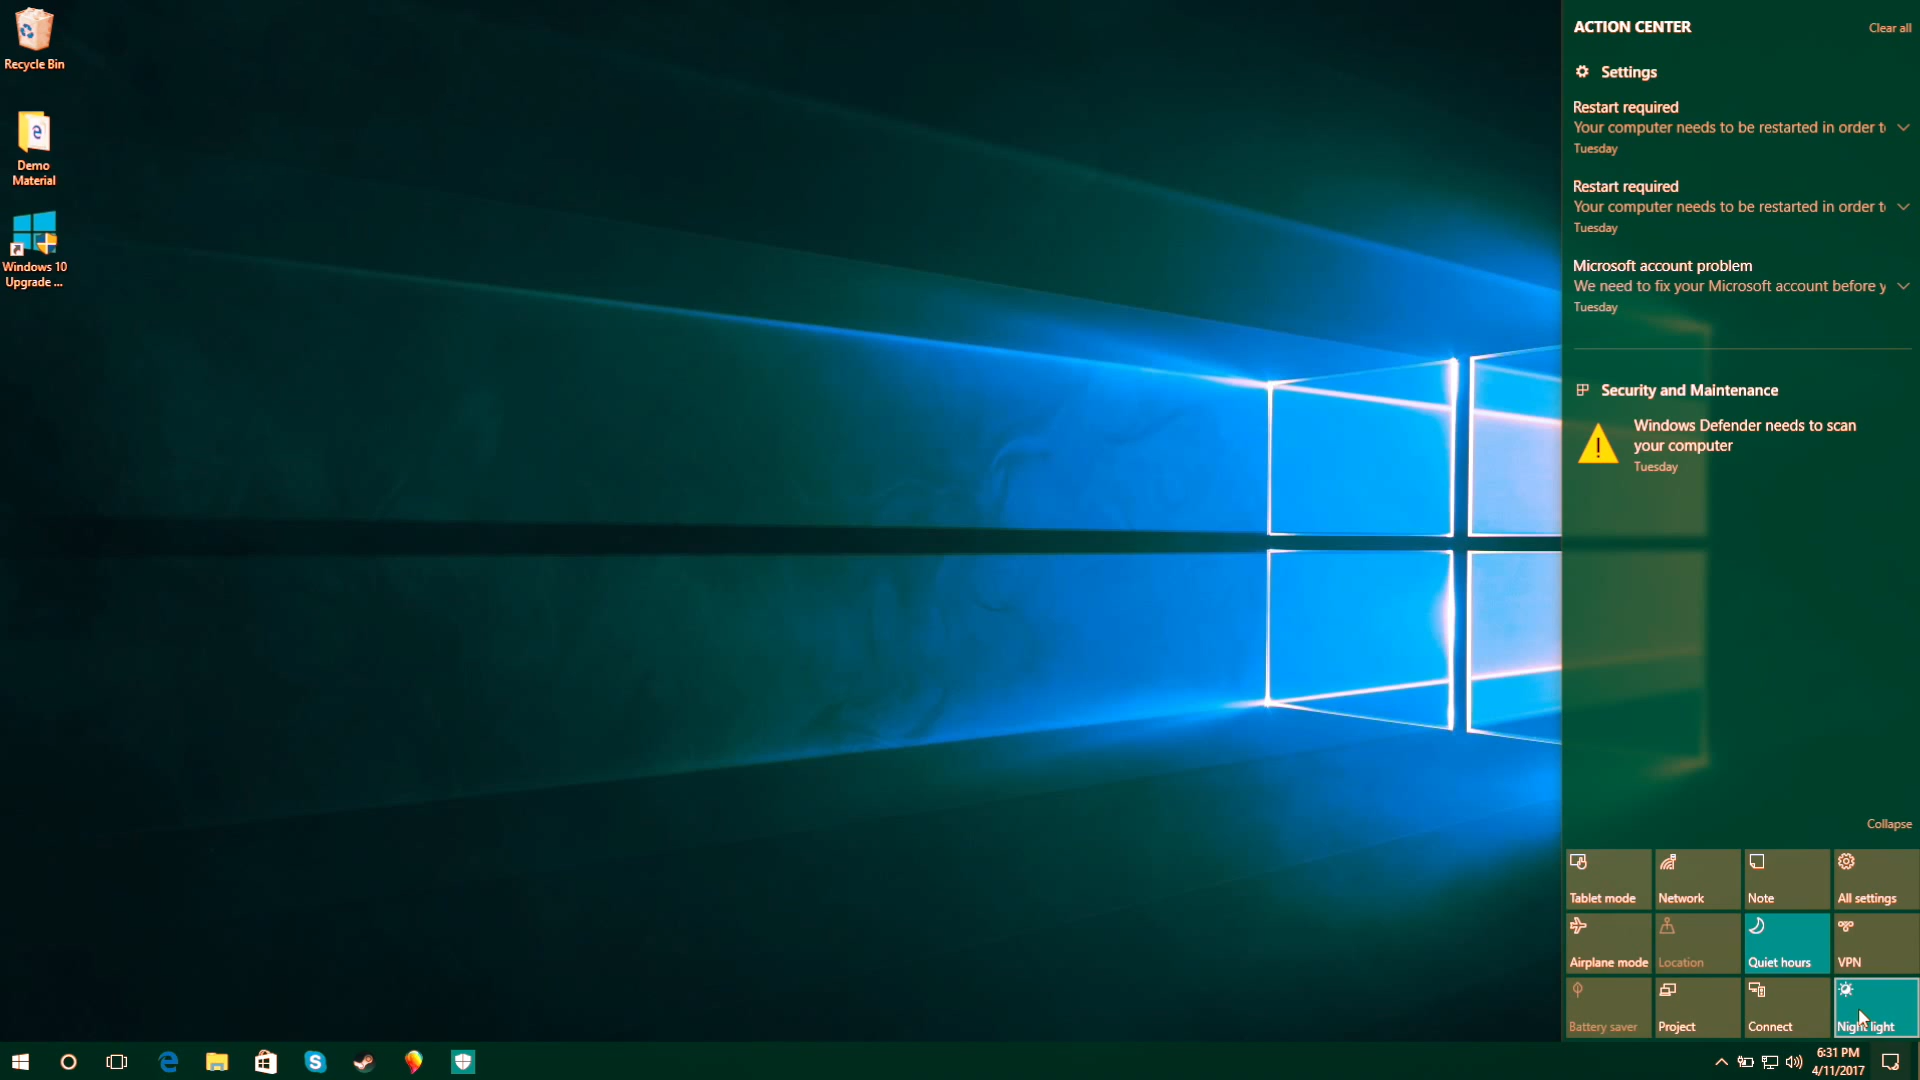 Recycle Bin
Demo
Material
Windows 10
Upgrade ...
ACTION CENTER
Clear all
Settings
Restart required
Your computer needs to be restarted in order t
Tuesday
Restart required
Your computer needs to be restarted in order t
Tuesday
Microsoft account problem
We need to fix your Microsoft account before y
Tuesday
Security and Maintenance
Windows Defender needs to scan
your computer
Tuesday
Collapse
Tablet mode
Network
Note
All settings
Airplane mode
Location
Quiet hours
VPN
Battery saver
Project
Connect
Night light
6:31 PM
4/11/2017